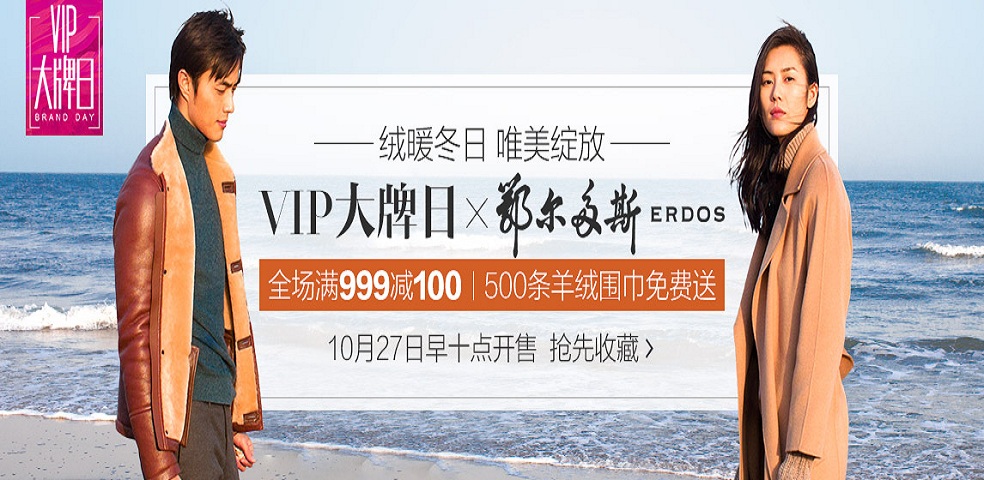 VIP
大牌日
BRAND DAY
绒暖冬日 唯美绽放
VIP大牌日×鄂尔多斯 ERDOS
全场满999减100 | 500条羊绒围巾免费送
10月27日早十点开售 抢先收藏 >